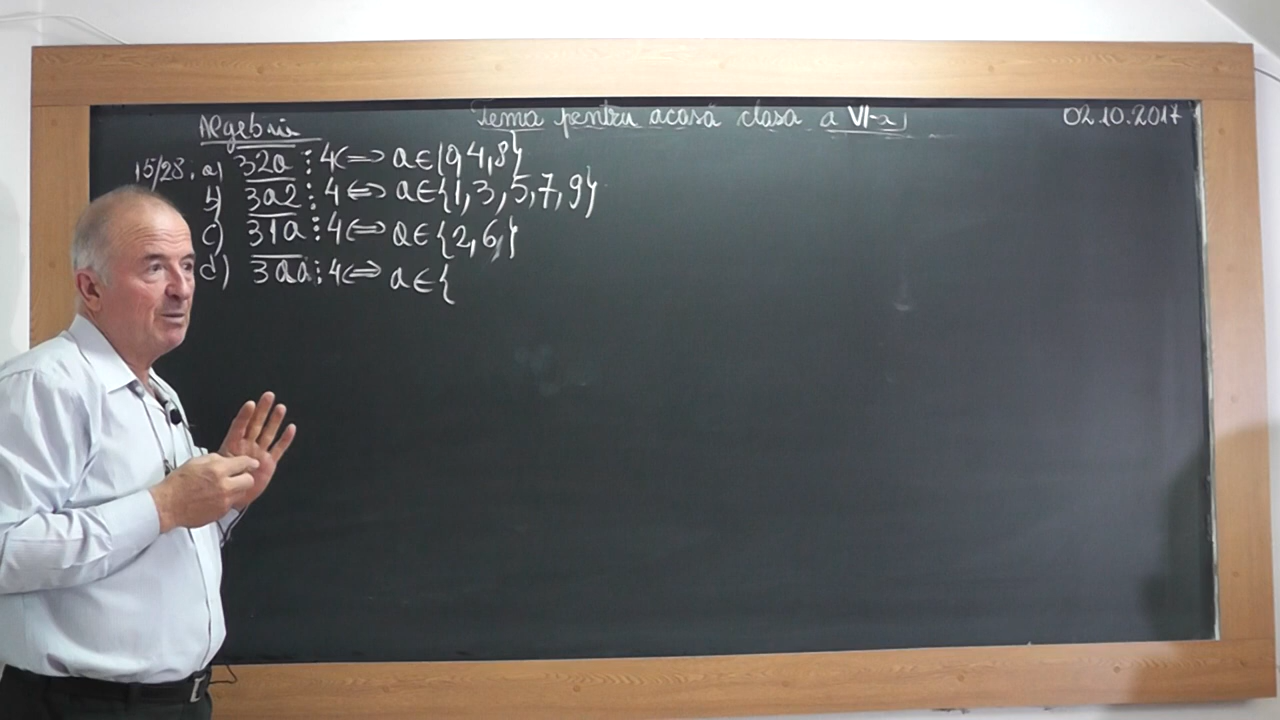 Tema pentru acasă clasa a VI-a 02.10.2017
Algebră
15/28. a) 32a ⋮ 4 ⇔ a∈{0,4,8}
b) 3a2 ⋮ 4 ⇔ a∈{1,3,5,7,9}
c) 31a ⋮ 4 ⇔ a∈{2,6,}
d) 3aa ⋮ 4 ⇔ a∈{